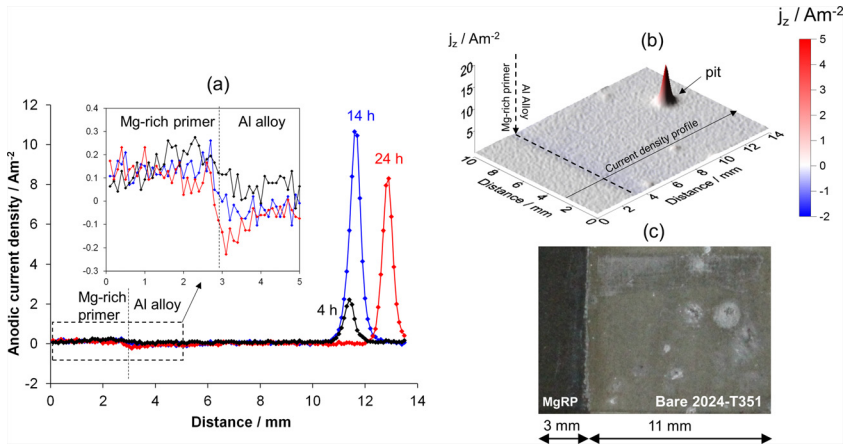 (a)
Anodic current density / Am⁻²
12
10
8
6
4
2
0
-2
0 2 4 6 8 10 12 14
Distance / mm
14 h
24 h
4 h
Mg-rich primer
Al alloy
0.4
0.3
0.2
0.1
0
-0.1
-0.2
-0.3
0 1 2 3 4 5
Mg-rich
primer
Al alloy
(b)
j_z / Am⁻²
20
15
10
5
Mg-rich primer
Al Alloy
pit
Current density profile
10 8 6 4 2 0
Distance / mm
0 2 4 6 8 10 12 14
Distance / mm
j_z / Am⁻²
5
4
3
2
1
0
-1
-2
(c)
MgRP
Bare 2024-T351
3 mm
11 mm